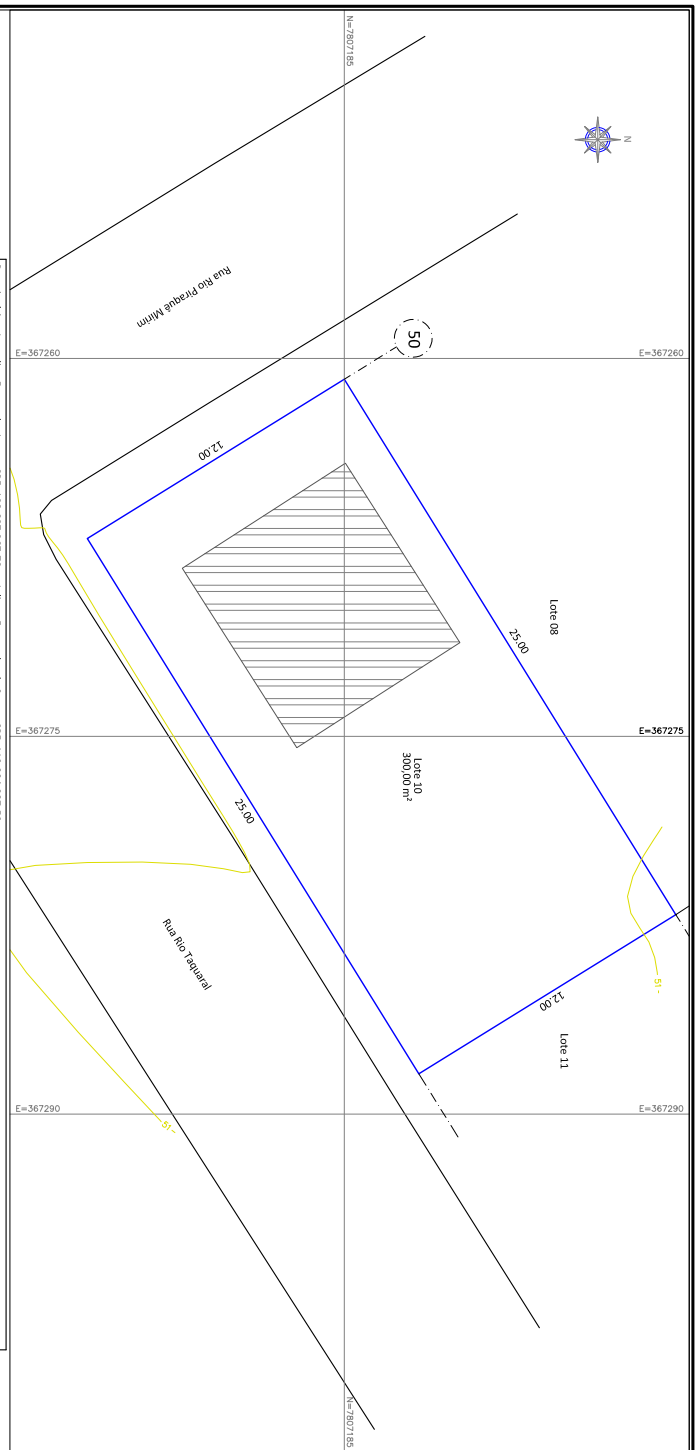 N=7807185
N
Rua Rio Piraquê Mirim
E=367260
E=367260
50
12.00
Lote 08
25.00
E=367275
E=367275
Lote 10
300,00 m²
25.00
Rua Rio Taquaral
51
12.00
Lote 11
E=367290
E=367290
51
N=7807185